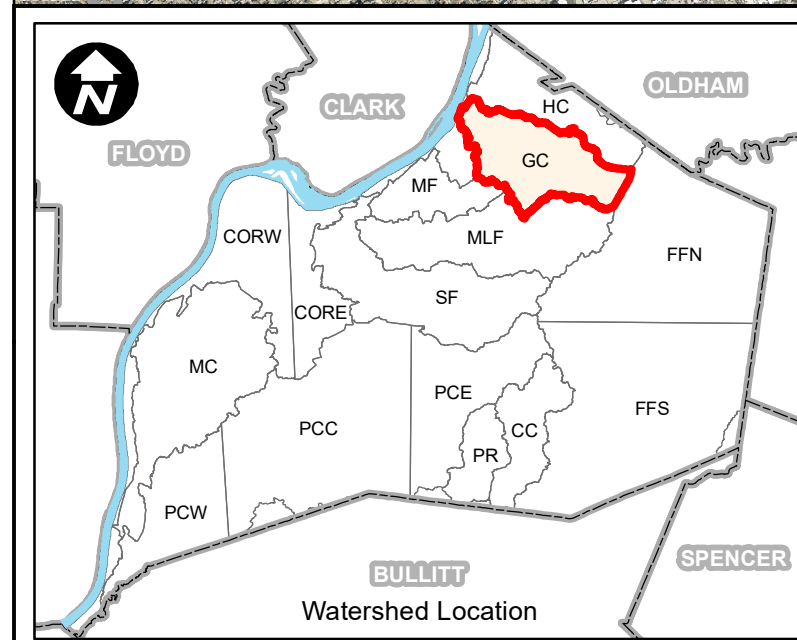 N
CLARK
OLDHAM
HC
FLOYD
GC
MF
CORW
MLF
FFN
SF
CORE
MC
PCE
FFS
PCC
CC
PR
PCW
SPENCER
BULLITT
Watershed Location